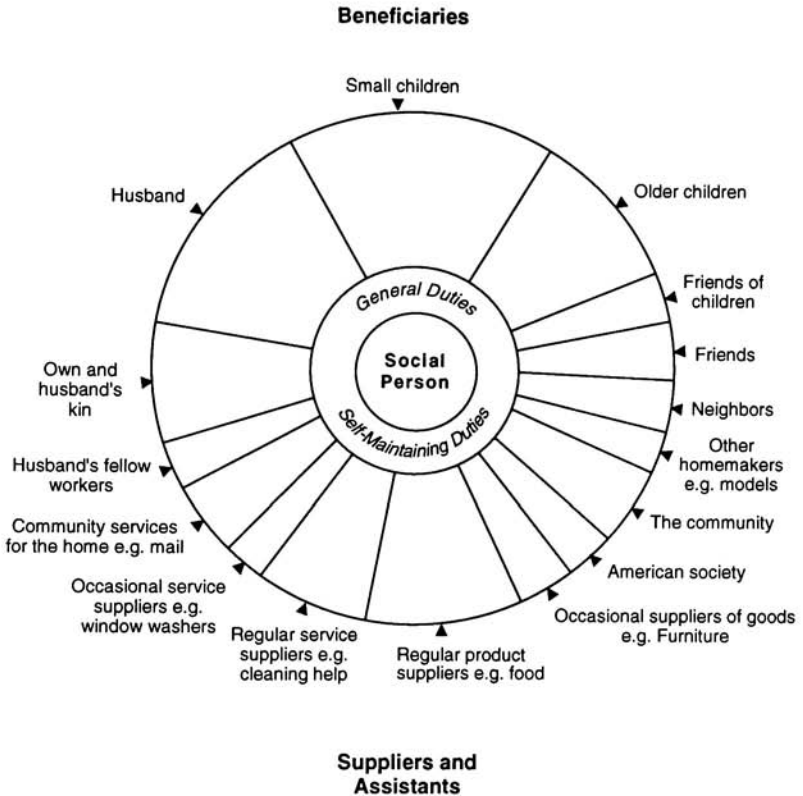 Beneficiaries
Small children
Husband
Older children
Friends of
children
General Duties
Social
Person
Friends
Own and
husband's
kin
Self-Maintaining Duties
Neighbors
Other
homemakers
e.g. models
Husband's fellow
workers
The community
Community services
for the home e.g. mail
American society
Occasional service
suppliers e.g.
window washers
Occasional suppliers of goods
e.g. Furniture
Regular service
suppliers e.g.
cleaning help
Regular product
suppliers e.g. food
Suppliers and
Assistants